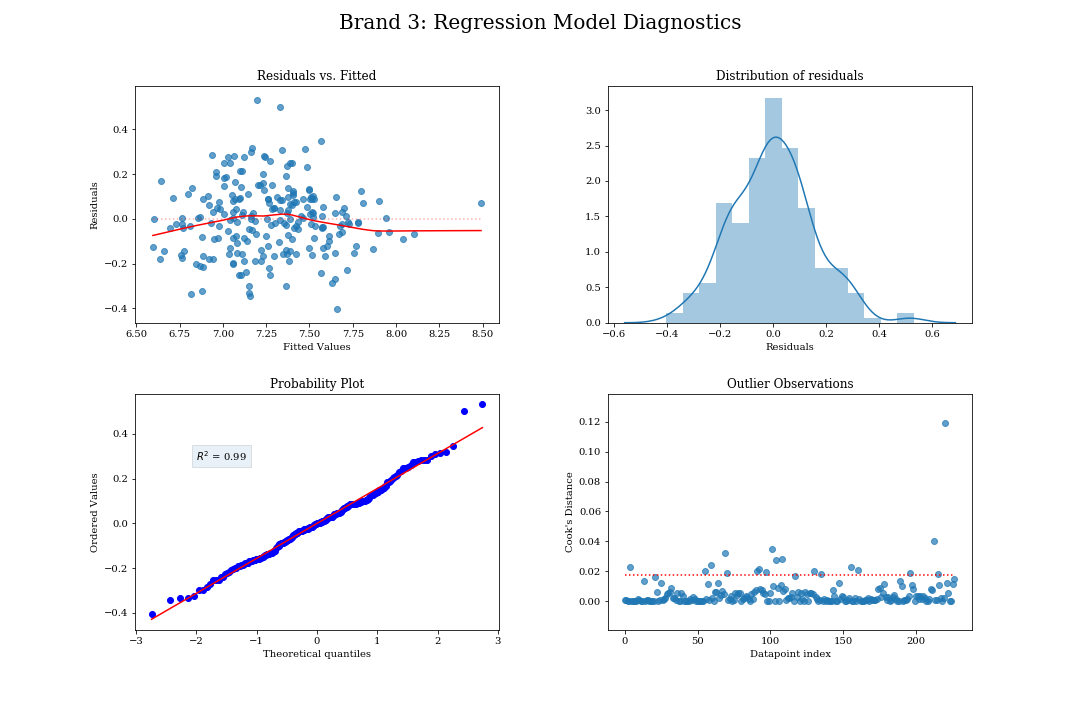 Brand 3: Regression Model Diagnostics
Residuals vs. Fitted
Residuals
0.4
0.2
0.0
−0.2
−0.4
6.50 6.75 7.00 7.25 7.50 7.75 8.00 8.25 8.50
Fitted Values
Distribution of residuals
3.0
2.5
2.0
1.5
1.0
0.5
0.0
−0.6 −0.4 −0.2 0.0 0.2 0.4 0.6
Residuals
Probability Plot
Ordered Values
R² = 0.99
0.4
0.2
0.0
−0.2
−0.4
−3 −2 −1 0 1 2 3
Theoretical quantiles
Outlier Observations
Cook's Distance
0.12
0.10
0.08
0.06
0.04
0.02
0.00
0 50 100 150 200
Datapoint index